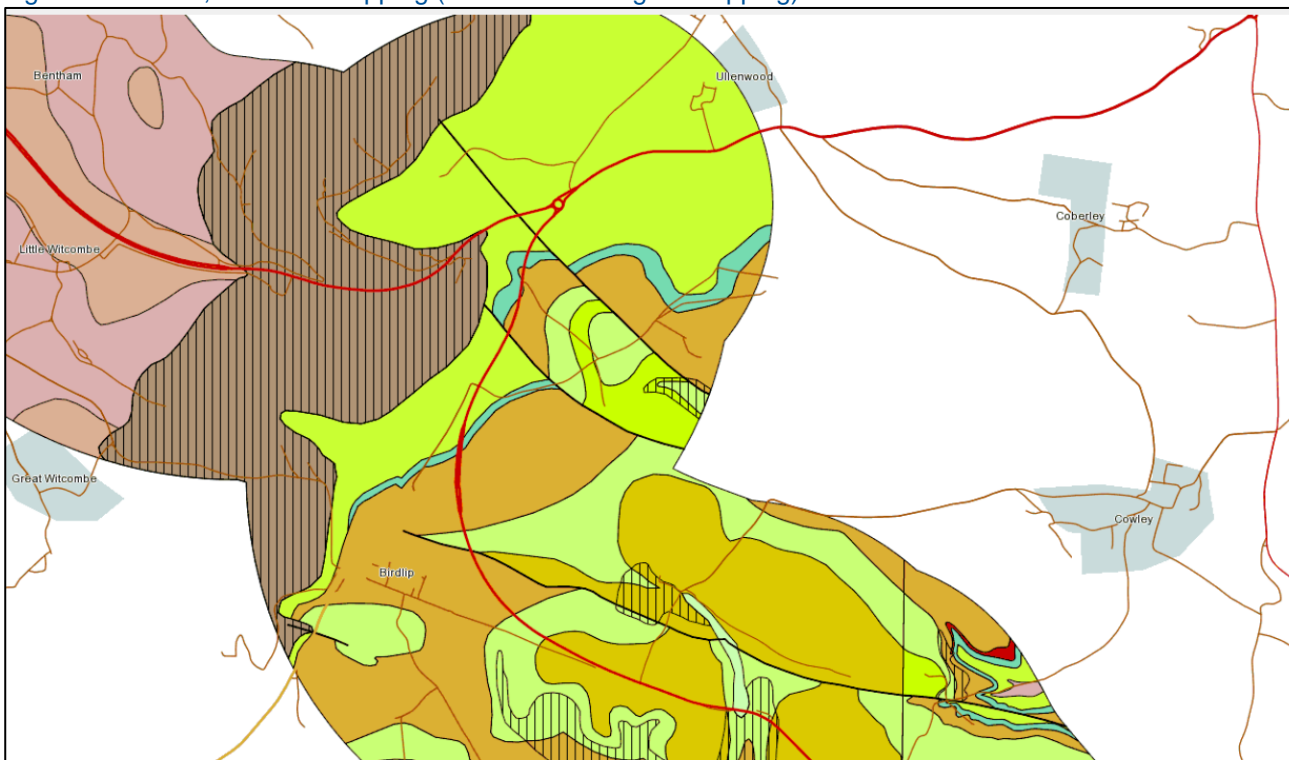 Bentham
Ullenwood
Coberley
Little Witcombe
Great Witcombe
Cowley
Birdlip